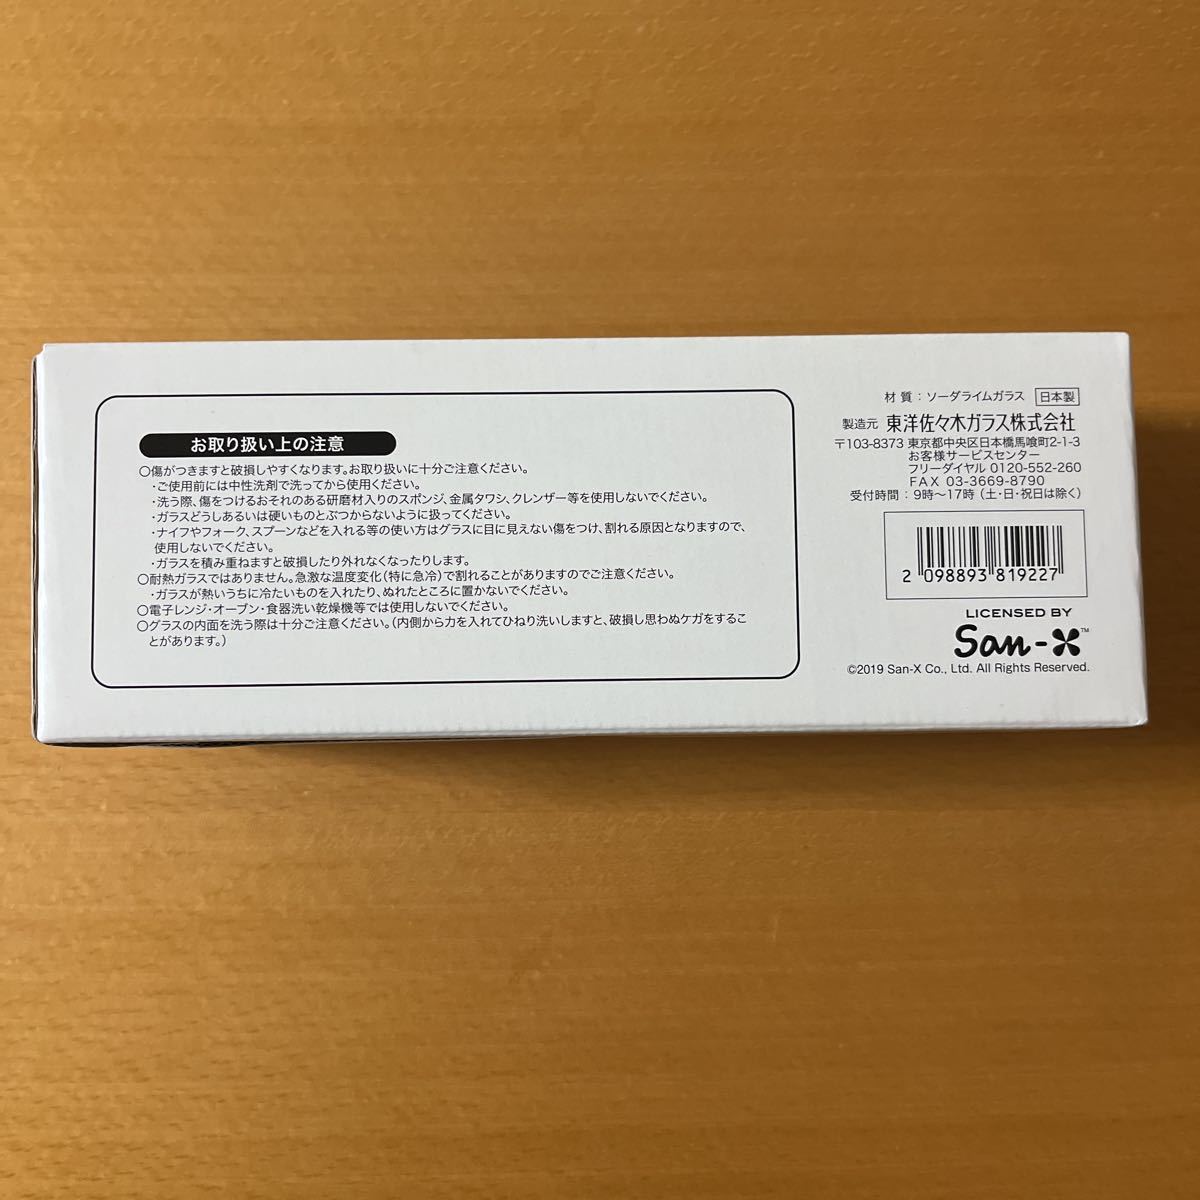 お取り扱い上の注意
○傷がつきますと破損しやすくなります。お取り扱いに十分ご注意ください。
・ご使用前には中性洗剤で洗ってから使用ください。
・洗う際、傷をつけるおそれのある研磨材入りのスポンジ、金属タワシ、クレンザー等を使用しないでください。
・ガラスどうしあるいは硬いものとぶつからないように扱ってください。
・ナイフやフォーク、スプーンなどを入れる等の使い方はグラスに目に見えない傷をつけ、割れる原因となりますので、
使用しないでください。
・ガラスを積み重ねますと破損したり外れなくなったりします。
○耐熱ガラスではありません。急激な温度変化(特に急冷)で割れることがありますのでご注意ください。
・ガラスが熱いうちに冷たいものを入れたり、ぬれたところに置かないでください。
○電子レンジ・オーブン・食器洗い乾燥機等では使用しないでください。
○グラスの内面を洗う際は十分ご注意ください。(内側から力を入れてひねり洗いしますと、破損し思わぬケガをするこ
とがあります。)
材質:ソーダライムガラス 日本製
製造元 東洋佐々木ガラス株式会社
〒103-8373 東京都中央区日本橋馬喰町2-1-3
お客様サービスセンター
フリーダイヤル 0120-552-260
FAX 03-3669-8790
受付時間:9時〜17時(土・日・祝日は除く)
2 098893 819227
LICENSED BY
San-X™
©2019 San-X Co., Ltd. All Rights Reserved.